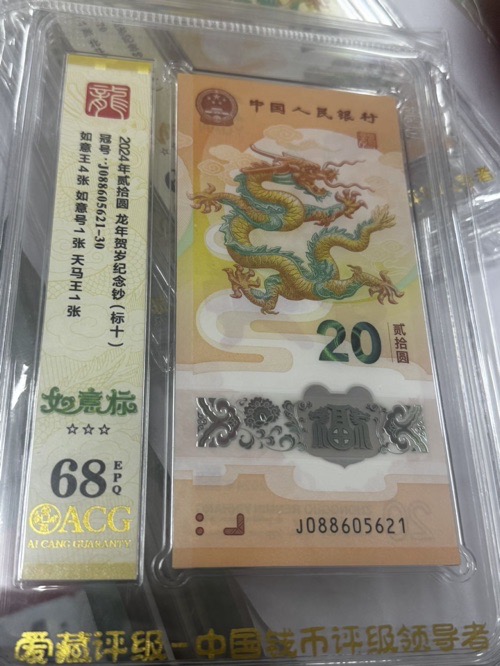 龍
2024年贰拾圆 龙年贺岁纪念钞(标十)
冠号:J088605621-30
如意王4张 如意号1张 天马王1张
如意标
☆☆☆
68 EPQ
ACG
AI CANG GUARANTY
中国人民银行
20 贰拾圆
J088605621
爱藏评级-中国钱币评级领导者